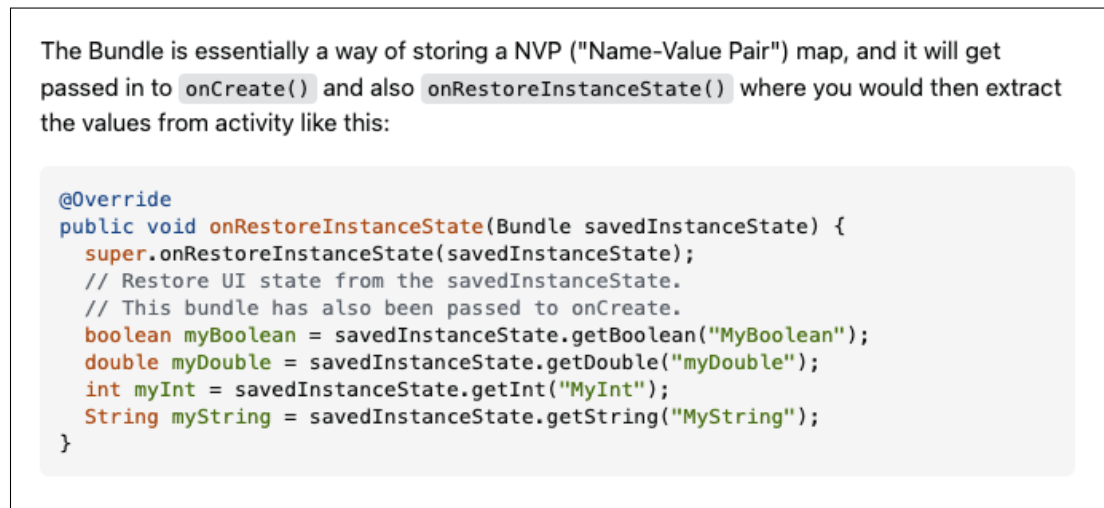 The Bundle is essentially a way of storing a NVP ("Name-Value Pair") map, and it will get
passed in to onCreate() and also onRestoreInstanceState() where you would then extract
the values from activity like this:
@Override
public void onRestoreInstanceState(Bundle savedInstanceState) {
  super.onRestoreInstanceState(savedInstanceState);
  // Restore UI state from the savedInstanceState.
  // This bundle has also been passed to onCreate.
  boolean myBoolean = savedInstanceState.getBoolean("MyBoolean");
  double myDouble = savedInstanceState.getDouble("myDouble");
  int myInt = savedInstanceState.getInt("MyInt");
  String myString = savedInstanceState.getString("MyString");
}